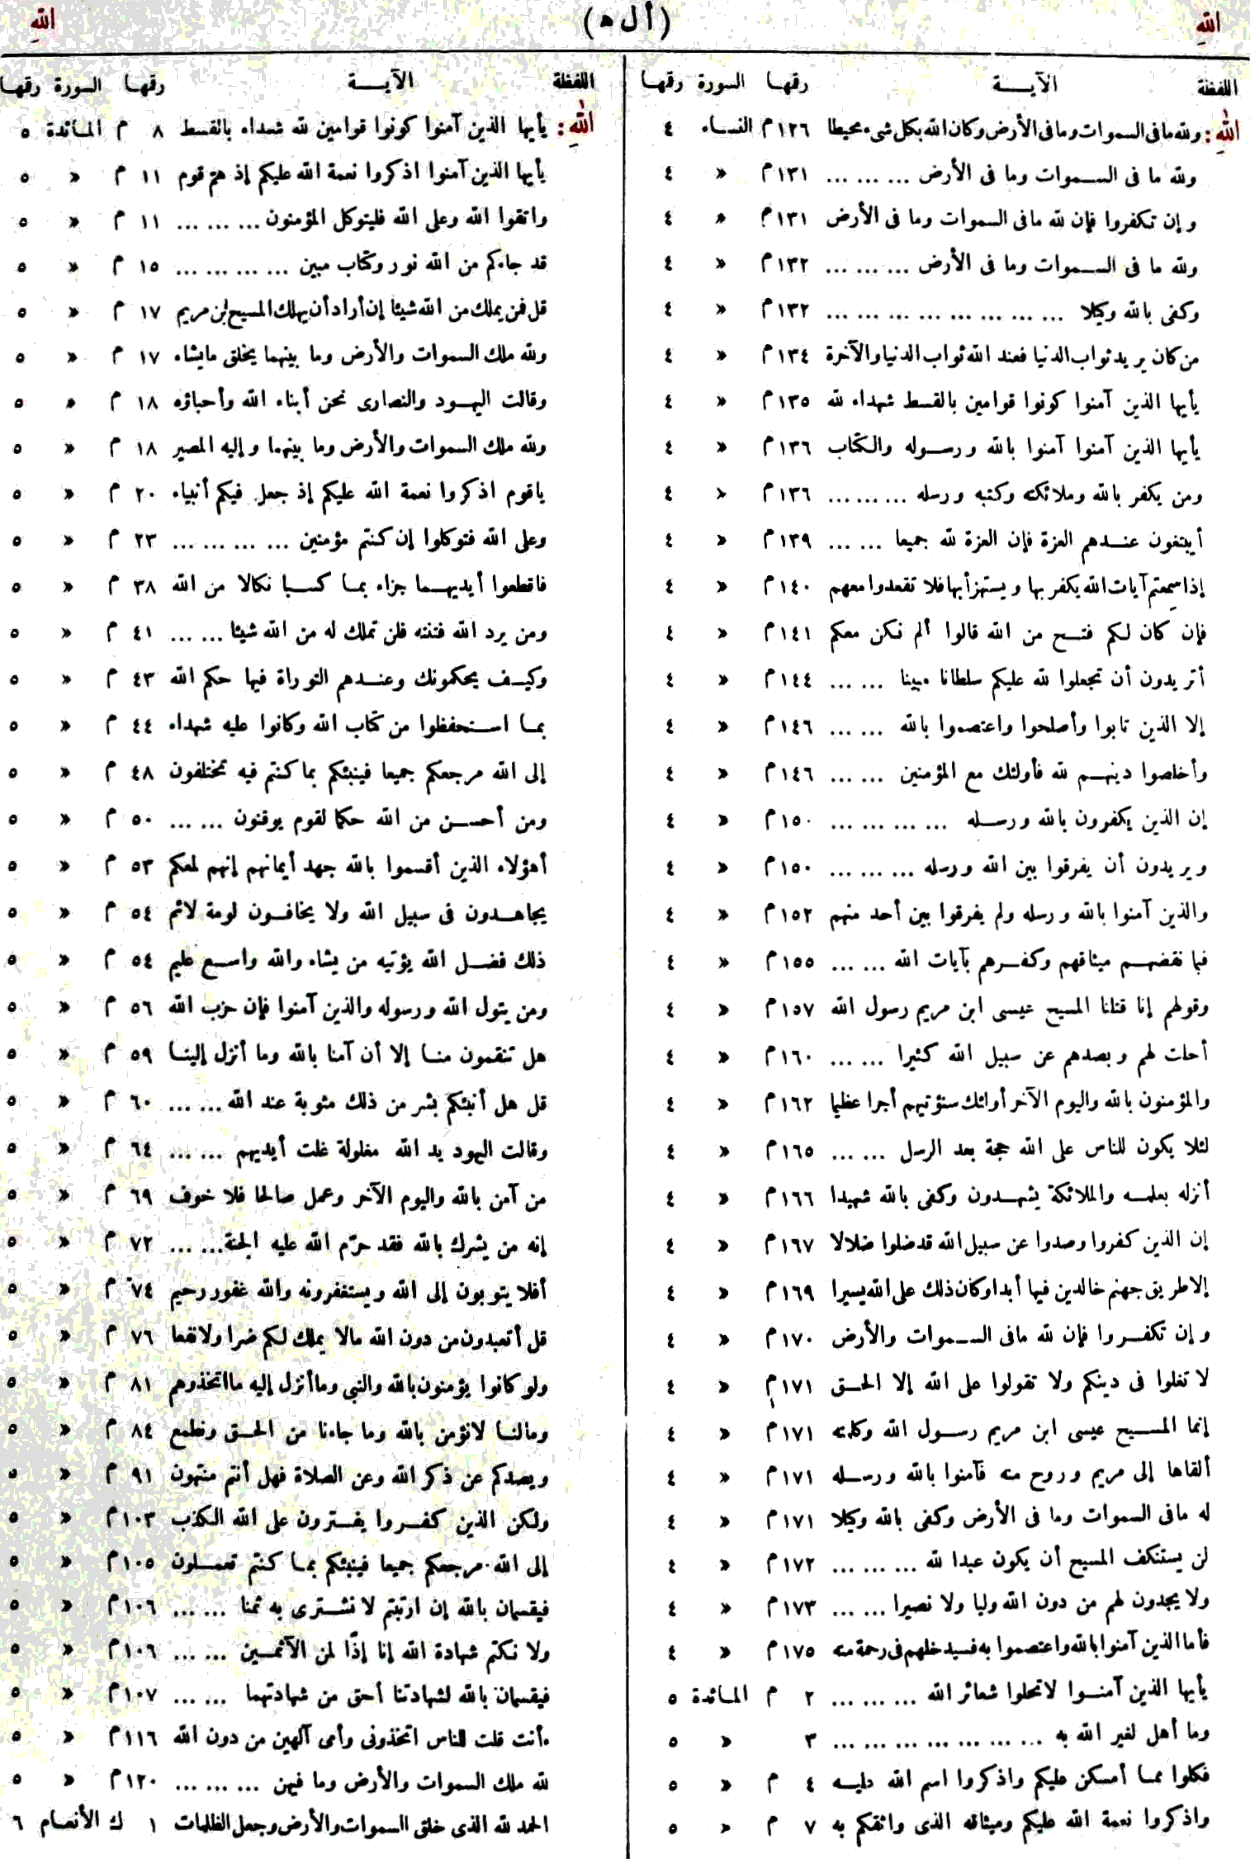 اللهِ (أ ل ه) اللهِ
اللفظة الآيـــة رقمها السورة رقمها
اللهِ: ولله ما فى السموات وما فى الأرض وكان الله بكل شىء محيطا ١٢٦ م النساء ٤
ولله ما فى السموات وما فى الأرض ... ... ... ١٣١ م » ٤
وإن تكفروا فإن لله مافى السموات وما فى الأرض ١٣١ م » ٤
ولله ما فى السموات وما فى الأرض ... ... ... ١٣٢ م » ٤
وكفى بالله وكيلا ... ... ... ... ... ... ... ... ١٣٢ م » ٤
من كان يريد ثواب الدنيا فعند الله ثواب الدنيا والآخرة ١٣٤ م » ٤
يأيها الذين آمنوا كونوا قوامين بالقسط شهداء لله ١٣٥ م » ٤
يأيها الذين آمنوا آمنوا بالله ورسوله والكتاب ١٣٦ م » ٤
ومن يكفر بالله وملائكته وكتبه ورسله ... ... ... ١٣٦ م » ٤
أيبتغون عندهم العزة فإن العزة لله جميعا ... ... ١٣٩ م » ٤
إذا سمعتم آيات الله يكفر بها ويستهزأ بها فلا تقعدوا معهم ١٤٠ م » ٤
فإن كان لكم فتح من الله قالوا ألم نكن معكم ١٤١ م » ٤
أتريدون أن تجعلوا لله عليكم سلطانا مبينا ... ... ١٤٤ م » ٤
إلا الذين تابوا وأصلحوا واعتصموا بالله ... ... ١٤٦ م » ٤
وأخلصوا دينهم لله فأولئك مع المؤمنين ... ... ١٤٦ م » ٤
إن الذين يكفرون بالله ورسله ... ... ... ... ١٥٠ م » ٤
ويريدون أن يفرقوا بين الله ورسله ... ... ... ١٥٠ م » ٤
والذين آمنوا بالله ورسله ولم يفرقوا بين أحد منهم ١٥٢ م » ٤
فبما نقضهم ميثاقهم وكفرهم بآيات الله ... ... ١٥٥ م » ٤
وقولهم إنا قتلنا المسيح عيسى ابن مريم رسول الله ١٥٧ م » ٤
أحلت لهم وبصدهم عن سبيل الله كثيرا ... ... ١٦٠ م » ٤
والمؤمنون بالله واليوم الآخر أولئك سنؤتيهم أجرا عظيما ١٦٢ م » ٤
لئلا يكون للناس على الله حجة بعد الرسل ... ... ١٦٥ م » ٤
أنزله بعلمه والملائكة يشهدون وكفى بالله شهيدا ١٦٦ م » ٤
إن الذين كفروا وصدوا عن سبيل الله قد ضلوا ضلالا ١٦٧ م » ٤
إلا طريق جهنم خالدين فيها أبدا وكان ذلك على الله يسيرا ١٦٩ م » ٤
وإن تكفروا فإن لله مافى السموات والأرض ١٧٠ م » ٤
لا تغلوا فى دينكم ولا تقولوا على الله إلا الحق ١٧١ م » ٤
إنما المسيح عيسى ابن مريم رسول الله وكلمته ١٧١ م » ٤
ألقاها إلى مريم وروح منه فآمنوا بالله ورسله ١٧١ م » ٤
له مافى السموات وما فى الأرض وكفى بالله وكيلا ١٧١ م » ٤
لن يستنكف المسيح أن يكون عبدا لله ... ... ... ١٧٢ م » ٤
ولا يجدون لهم من دون الله وليا ولا نصيرا ... ... ١٧٣ م » ٤
فأما الذين آمنوا بالله واعتصموا به فسيدخلهم فى رحمة منه ١٧٥ م » ٤
يأيها الذين آمنوا لا تحلوا شعائر الله ... ... ... ٢ م المائدة ٥
وما أهل لغير الله به ... ... ... ... ... ... ... ... ٣ » ٥
فكلوا مما أمسكن عليكم واذكروا اسم الله عليه ٤ م » ٥
واذكروا نعمة الله عليكم وميثاقه الذى واثقكم به ٧ م » ٥
اللفظة الآيـــة رقمها السورة رقمها
اللهِ: يأيها الذين آمنوا كونوا قوامين لله شهداء بالقسط ٨ م المائدة ٥
يأيها الذين آمنوا اذكروا نعمة الله عليكم إذ هم قوم ١١ م » ٥
واتقوا الله وعلى الله فليتوكل المؤمنون ... ... ... ١١ م » ٥
قد جاءكم من الله نور وكتاب مبين ... ... ... ... ١٥ م » ٥
قل فمن يملك من الله شيئا إن أراد أن يهلك المسيح ابن مريم ١٧ م » ٥
ولله ملك السموات والأرض وما بينهما يخلق مايشاء ١٧ م » ٥
وقالت اليهود والنصارى نحن أبناء الله وأحباؤه ١٨ م » ٥
ولله ملك السموات والأرض وما بينهما وإليه المصير ١٨ م » ٥
ياقوم اذكروا نعمة الله عليكم إذ جعل فيكم أنبياء ٢٠ م » ٥
وعلى الله فتوكلوا إن كنتم مؤمنين ... ... ... ... ٢٣ م » ٥
فاقطعوا أيديهما جزاء بما كسبا نكالا من الله ٣٨ م » ٥
ومن يرد الله فتنته فلن تملك له من الله شيئا ... ... ٤١ م » ٥
وكيف يحكمونك وعندهم التوراة فيها حكم الله ٤٣ م » ٥
بما استحفظوا من كتاب الله وكانوا عليه شهداء ٤٤ م » ٥
إلى الله مرجعكم جميعا فينبئكم بما كنتم فيه تختلفون ٤٨ م » ٥
ومن أحسن من الله حكما لقوم يوقنون ... ... ٥٠ م » ٥
أهؤلاء الذين أقسموا بالله جهد أيمانهم إنهم لمعكم ٥٣ م » ٥
يجاهدون فى سبيل الله ولا يخافون لومة لائم ٥٤ م » ٥
ذلك فضل الله يؤتيه من يشاء والله واسع عليم ٥٤ م » ٥
ومن يتول الله ورسوله والذين آمنوا فإن حزب الله ٥٦ م » ٥
هل تنقمون منا إلا أن آمنا بالله وما أنزل إلينا ٥٩ م » ٥
قل هل أنبئكم بشر من ذلك مثوبة عند الله ... ... ٦٠ م » ٥
وقالت اليهود يد الله مغلولة غلت أيديهم ... ... ٦٤ م » ٥
من آمن بالله واليوم الآخر وعمل صالحا فلا خوف ٦٩ م » ٥
إنه من يشرك بالله فقد حرّم الله عليه الجنة ... ... ٧٢ م » ٥
أفلا يتوبون إلى الله ويستغفرونه والله غفور رحيم ٧٤ م » ٥
قل أتعبدون من دون الله مالا يملك لكم ضرا ولا نفعا ٧٦ م » ٥
ولو كانوا يؤمنون بالله والنبي وما أنزل إليه ما اتخذوهم ٨١ م » ٥
ومالنا لانؤمن بالله وما جاءنا من الحق ونطمع ٨٤ م » ٥
ويصدكم عن ذكر الله وعن الصلاة فهل أنتم منتهون ٩١ م » ٥
ولكن الذين كفروا يفترون على الله الكذب ١٠٣ م » ٥
إلى الله مرجعكم جميعا فينبئكم بما كنتم تعملون ١٠٥ م » ٥
فيقسمان بالله إن ارتبتم لا نشترى به ثمنا ... ... ١٠٦ م » ٥
ولا نكتم شهادة الله إنا إذًا لمن الآثمين ... ... ١٠٦ م » ٥
فيقسمان بالله لشهادتنا أحق من شهادتهما ... ... ١٠٧ م » ٥
ءأنت قلت للناس اتخذونى وأمى آلهين من دون الله ١١٦ م » ٥
لله ملك السموات والأرض وما فيهن ... ... ... ١٢٠ م » ٥
الحمد لله الذى خلق السموات والأرض وجعل الظلمات ١ ك الأنعام ٦